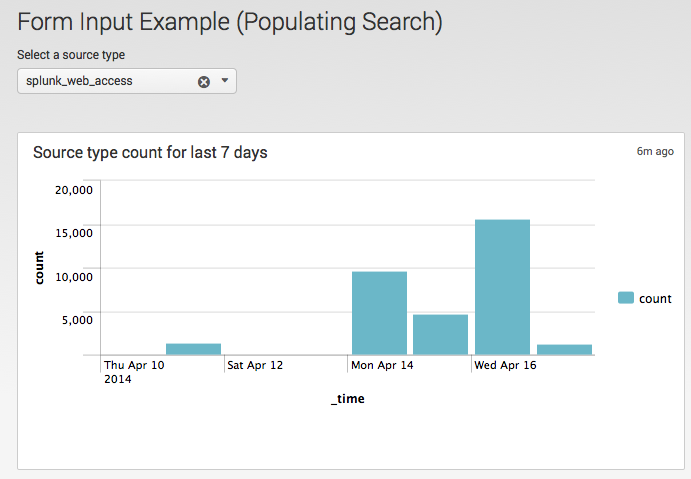 Form Input Example (Populating Search)
Select a source type
splunk_web_access
Source type count for last 7 days
6m ago
20,000
15,000
10,000
5,000
count
count
Thu Apr 10
2014
Sat Apr 12
Mon Apr 14
Wed Apr 16
_time